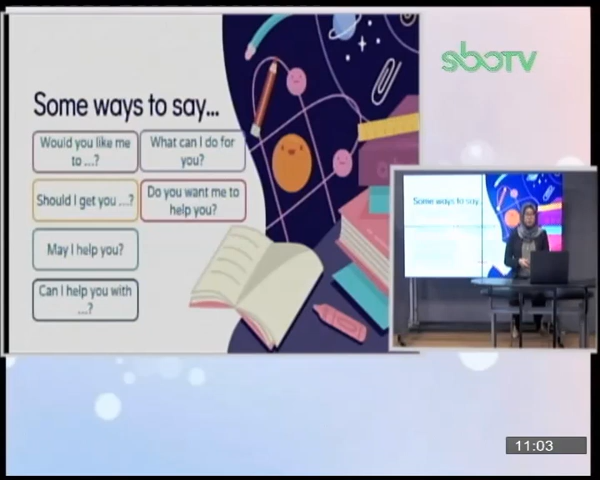 sboTV
Some ways to say...
Would you like me
to ...?
What can I do for
you?
Should I get you ...?
Do you want me to
help you?
May I help you?
Can I help you with
...?
Some ways to say...
11:03